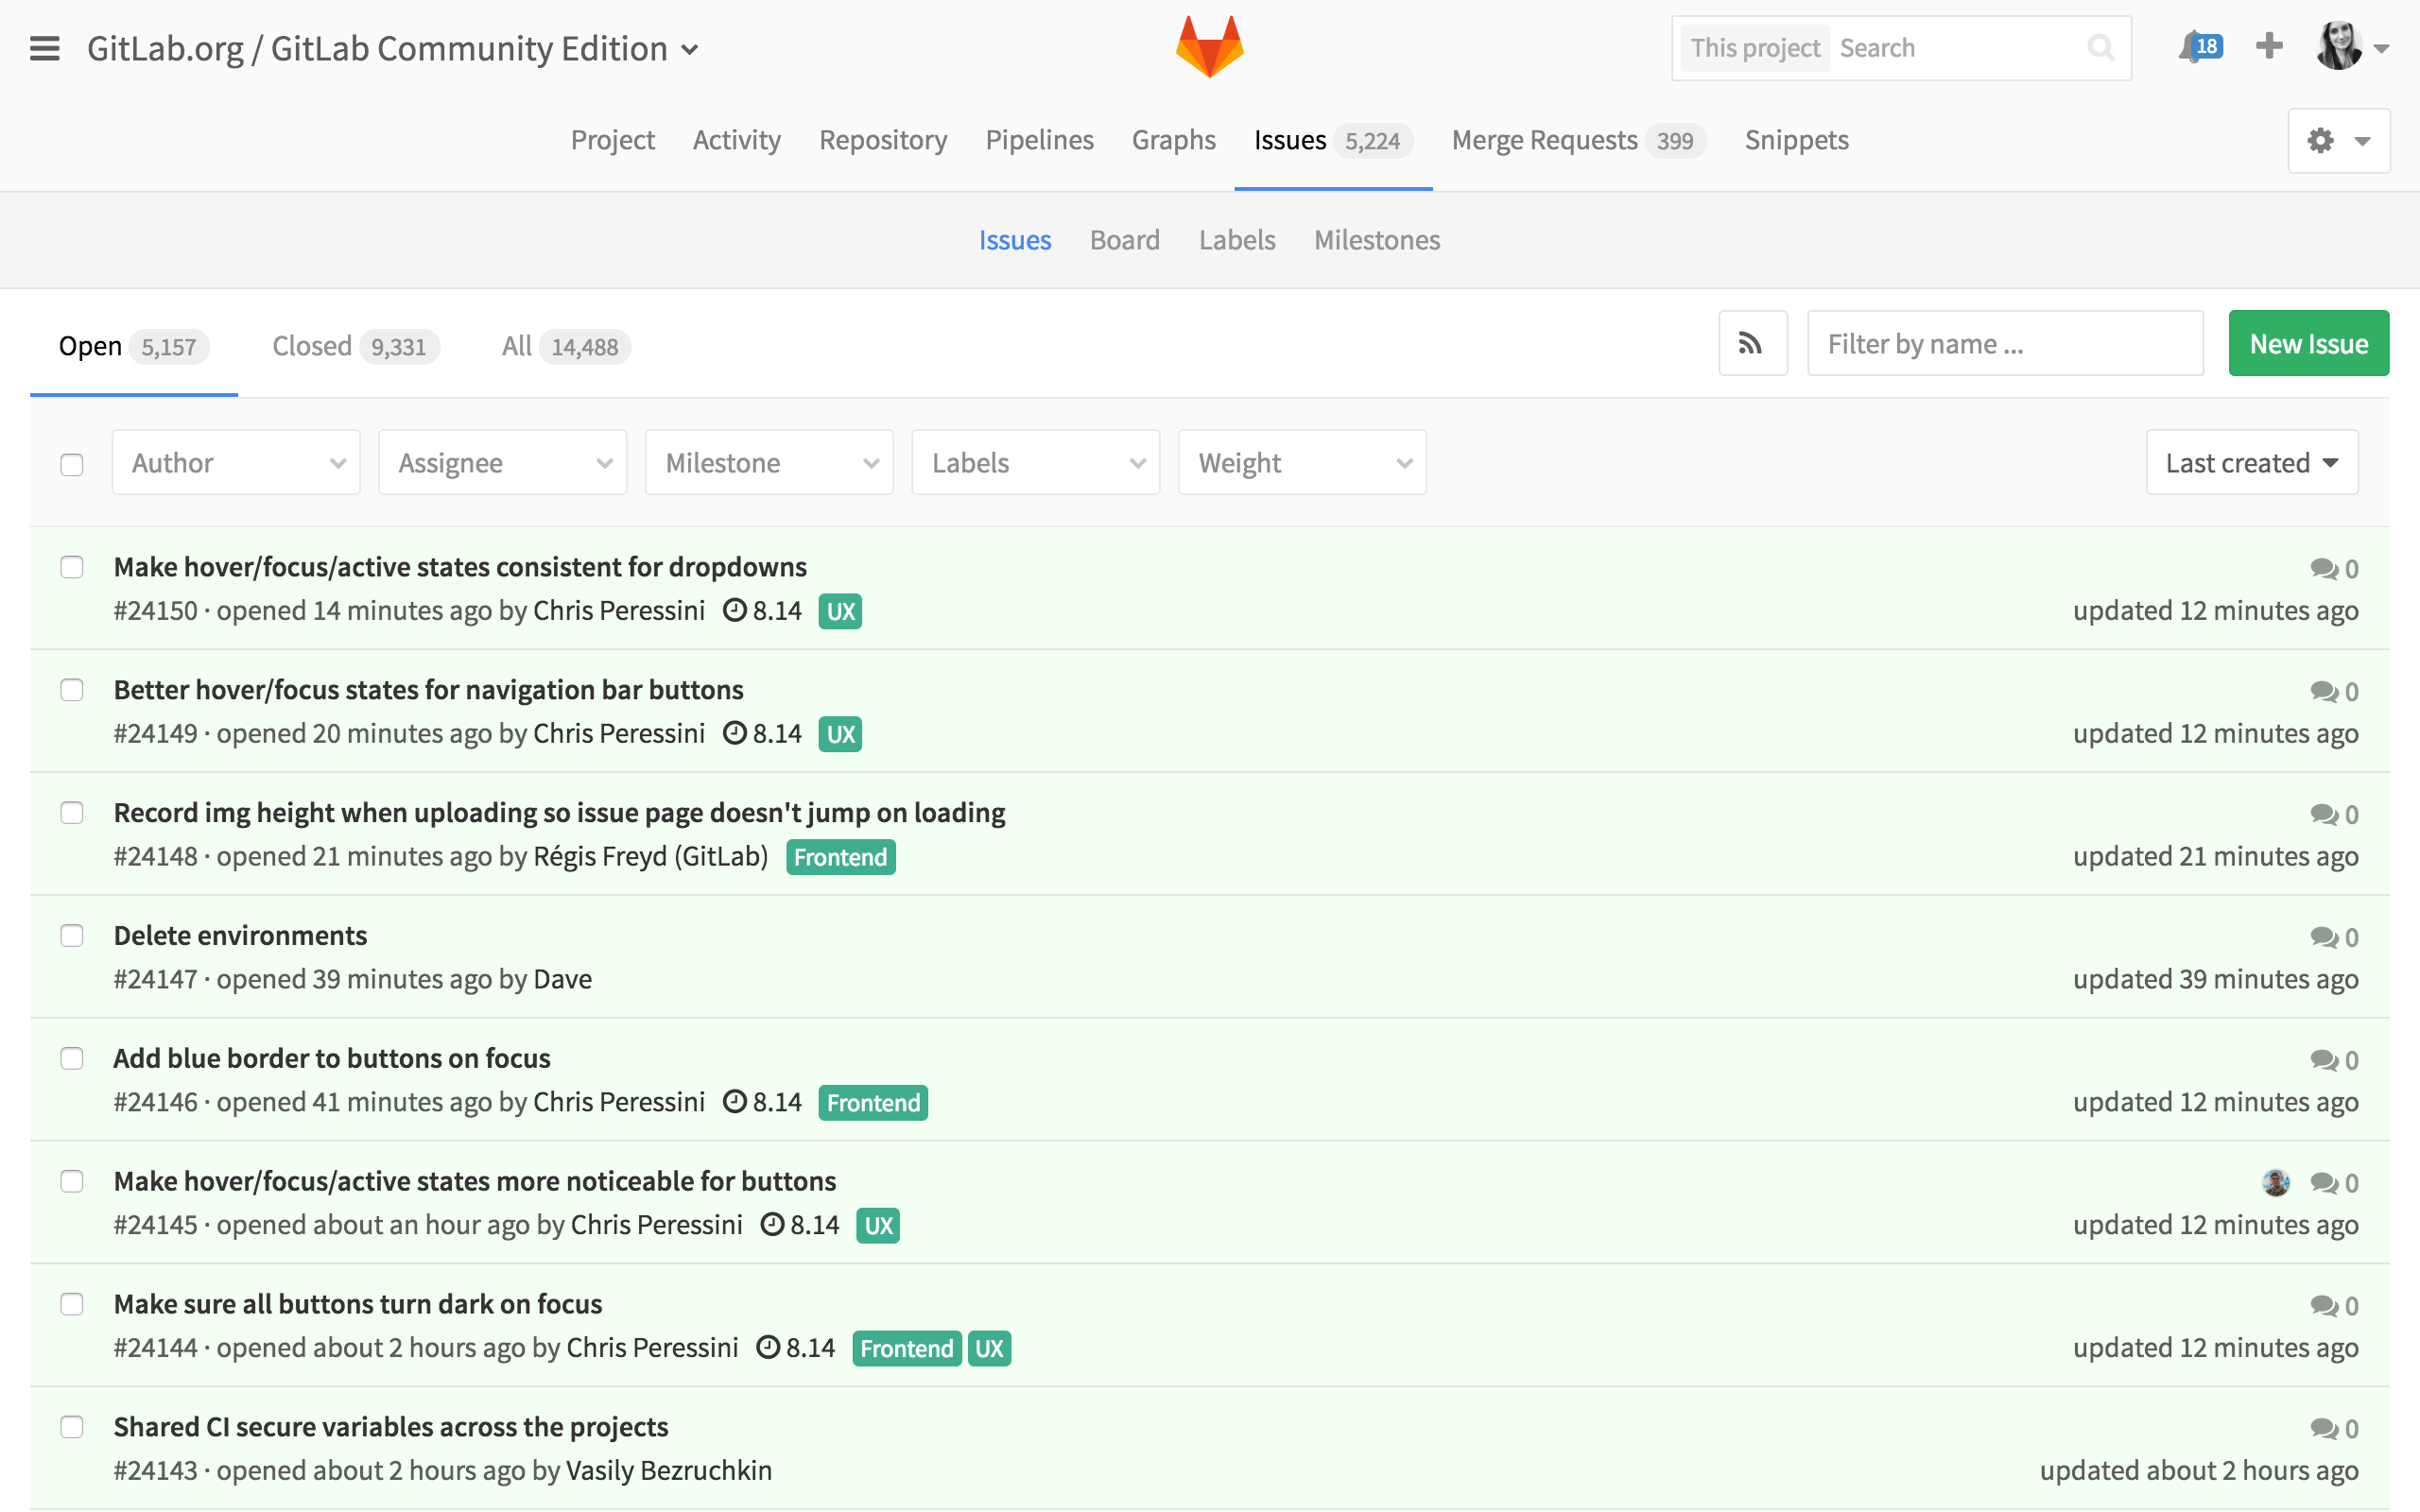 GitLab.org / GitLab Community Edition
This project Search
18
Project Activity Repository Pipelines Graphs Issues 5,224 Merge Requests 399 Snippets
Issues Board Labels Milestones
Open 5,157 Closed 9,331 All 14,488
Filter by name ...
New Issue
Author Assignee Milestone Labels Weight Last created
Make hover/focus/active states consistent for dropdowns 0
#24150 · opened 14 minutes ago by Chris Peressini 8.14 UX updated 12 minutes ago
Better hover/focus states for navigation bar buttons 0
#24149 · opened 20 minutes ago by Chris Peressini 8.14 UX updated 12 minutes ago
Record img height when uploading so issue page doesn't jump on loading 0
#24148 · opened 21 minutes ago by Régis Freyd (GitLab) Frontend updated 21 minutes ago
Delete environments 0
#24147 · opened 39 minutes ago by Dave updated 39 minutes ago
Add blue border to buttons on focus 0
#24146 · opened 41 minutes ago by Chris Peressini 8.14 Frontend updated 12 minutes ago
Make hover/focus/active states more noticeable for buttons 0
#24145 · opened about an hour ago by Chris Peressini 8.14 UX updated 12 minutes ago
Make sure all buttons turn dark on focus 0
#24144 · opened about 2 hours ago by Chris Peressini 8.14 Frontend UX updated 12 minutes ago
Shared CI secure variables across the projects 0
#24143 · opened about 2 hours ago by Vasily Bezruchkin updated about 2 hours ago